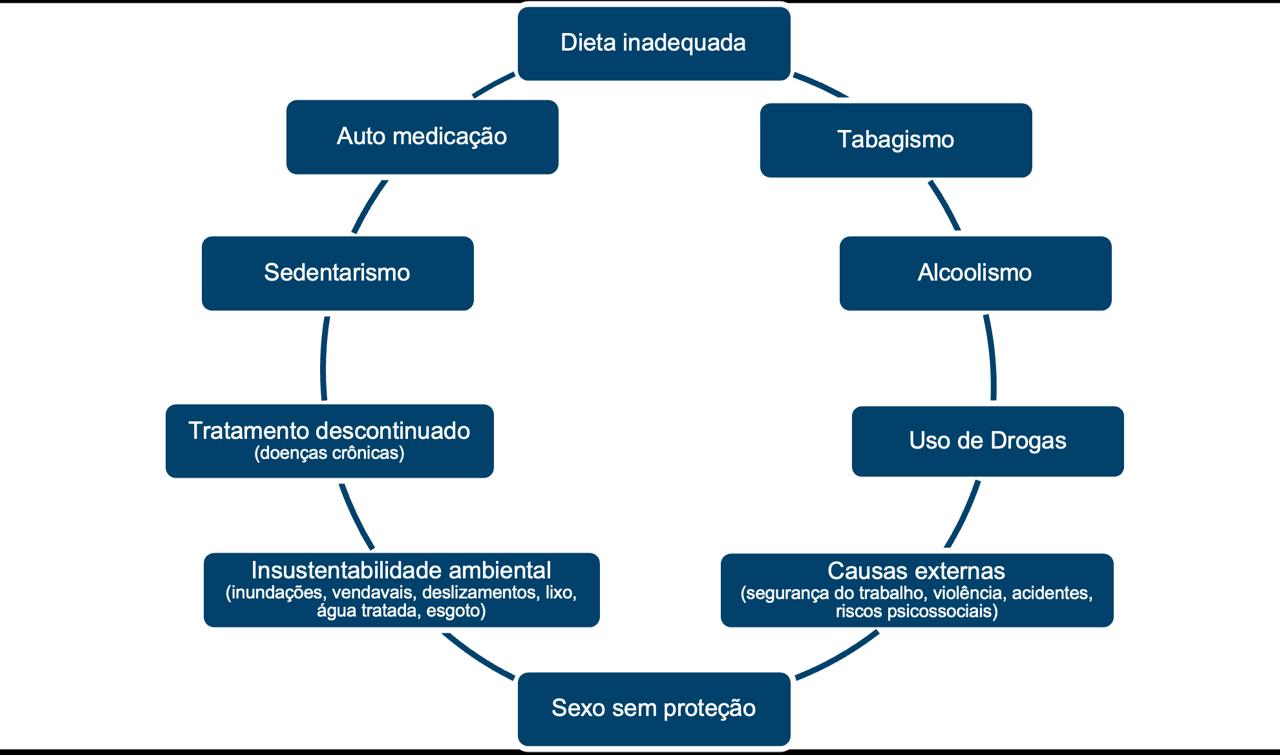 Dieta inadequada
Auto medicação
Tabagismo
Sedentarismo
Alcoolismo
Tratamento descontinuado
(doenças crônicas)
Uso de Drogas
Insustentabilidade ambiental
(inundações, vendavais, deslizamentos, lixo,
água tratada, esgoto)
Causas externas
(segurança do trabalho, violência, acidentes,
riscos psicossociais)
Sexo sem proteção